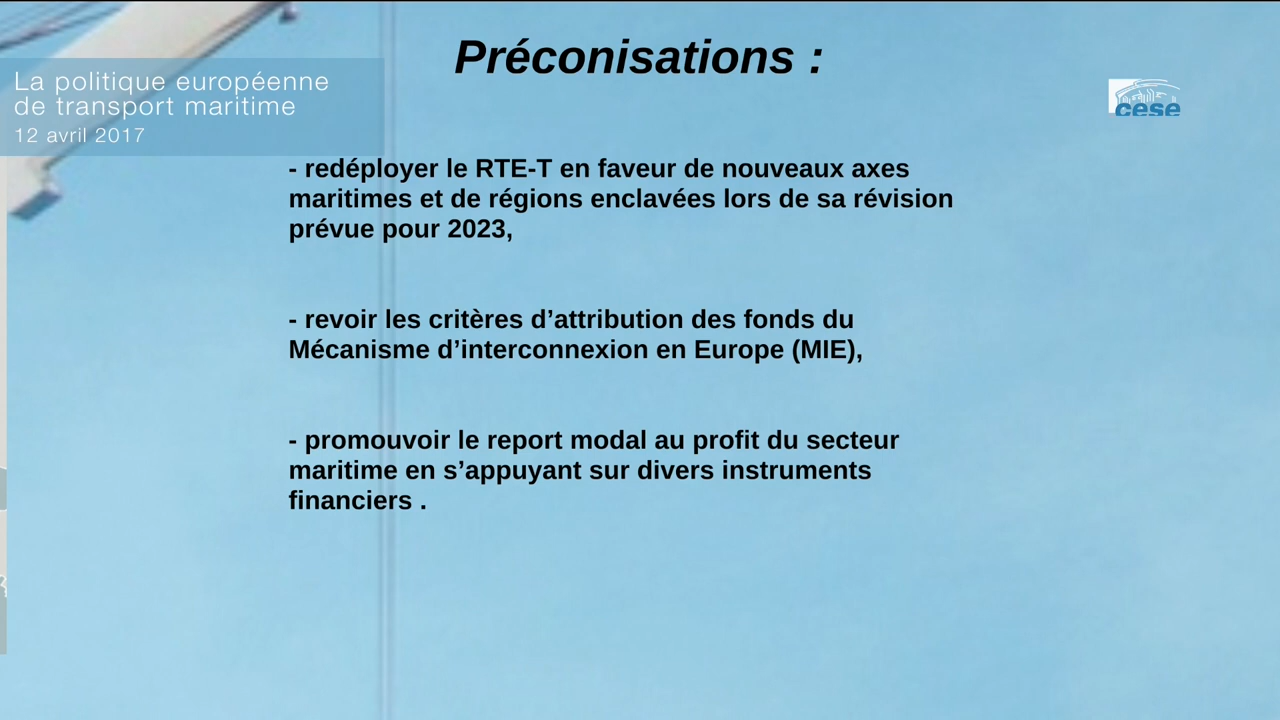 Préconisations :
La politique européenne
de transport maritime
12 avril 2017
cese
- redéployer le RTE-T en faveur de nouveaux axes
maritimes et de régions enclavées lors de sa révision
prévue pour 2023,
- revoir les critères d’attribution des fonds du
Mécanisme d’interconnexion en Europe (MIE),
- promouvoir le report modal au profit du secteur
maritime en s’appuyant sur divers instruments
financiers .